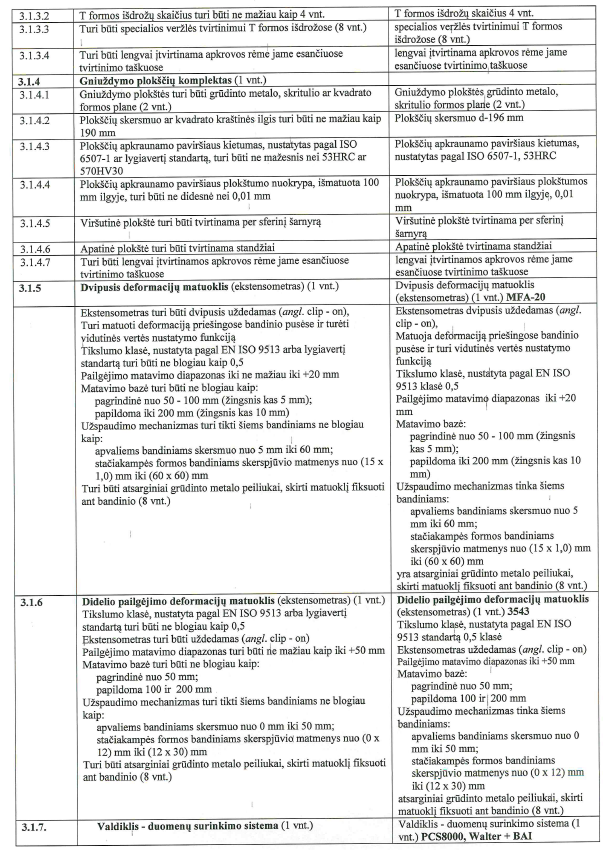 3.1.3.2
T formos išdrožų skaičius turi būti ne mažiau kaip 4 vnt.
T formos išdrožų skaičius 4 vnt.
3.1.3.3
Turi būti specialios veržlės tvirtinimui T formos išdrožose (8 vnt.)
specialios veržlės tvirtinimui T formos
išdrožose (8 vnt.)
3.1.3.4
Turi būti lengvai įtvirtinama apkrovos rėme jame esančiuose
tvirtinimo taškuose
lengvai įtvirtinama apkrovos rėme jame
esančiuose tvirtinimo taškuose
3.1.4
Gniuždymo plokščių komplektas (1 vnt.)
3.1.4.1
Gniuždymo plokštės turi būti grūdinto metalo, skritulio ar kvadrato
formos plane (2 vnt.)
Gniuždymo plokštės grūdinto metalo,
skritulio formos plane (2 vnt.)
3.1.4.2
Plokščių skersmuo ar kvadrato kraštinės ilgis turi būti ne mažiau kaip
190 mm
Plokščių skersmuo d-196 mm
3.1.4.3
Plokščių apkraunamo paviršiaus kietumas, nustatytas pagal ISO
6507-1 ar lygiavertį standartą, turi būti ne mažesnis nei 53HRC ar
570HV30
Plokščių apkraunamo paviršiaus kietumas,
nustatytas pagal ISO 6507-1, 53HRC
3.1.4.4
Plokščių apkraunamo paviršiaus plokštumo nuokrypa, išmatuota 100
mm ilgyje, turi būti ne didesnė nei 0,01 mm
Plokščių apkraunamo paviršiaus plokštumos
nuokrypa, išmatuota 100 mm ilgyje, 0,01
mm
3.1.4.5
Viršutinė plokštė turi būti tvirtinama per sferinį šarnyrą
Viršutinė plokštė tvirtinama per sferinį
šarnyrą
3.1.4.6
Apatinė plokštė turi būti tvirtinama standžiai
Apatinė plokštė tvirtinama standžiai
3.1.4.7
Turi būti lengvai įtvirtinamos apkrovos rėme jame esančiuose
tvirtinimo taškuose
lengvai įtvirtinamos apkrovos rėme jame
esančiuose tvirtinimo taškuose
3.1.5
Dvipusis deformacijų matuoklis (ekstensometras) (1 vnt.)
Dvipusis deformacijų matuoklis
(ekstensometras) (1 vnt.) MFA-20
Ekstensometras turi būti dvipusis uždedamas (angl. clip - on),
Turi matuoti deformaciją priešingose bandinio pusėse ir turėti
vidutinės vertės nustatymo funkciją
Tikslumo klasė, nustatyta pagal EN ISO 9513 arba lygiavertį
standartą turi būti ne blogiau kaip 0,5
Pailgėjimo matavimo diapazonas iki ne mažiau iki +20 mm
Matavimo bazė turi būti ne blogiau kaip:
pagrindinė nuo 50 - 100 mm (žingsnis kas 5 mm);
papildoma iki 200 mm (žingsnis kas 10 mm)
Užspaudimo mechanizmas turi tikti šiems bandiniams ne blogiau
kaip:
apvaliems bandiniams skersmuo nuo 5 mm iki 60 mm;
stačiakampės formos bandiniams skerspjūvio matmenys nuo (15 x
1,0) mm iki (60 x 60) mm
Turi būti atsarginiai grūdinto metalo peiliukai, skirti matuoklį fiksuoti
ant bandinio (8 vnt.)
Ekstensometras dvipusis uždedamas (angl.
clip - on),
Matuoja deformaciją priešingose bandinio
pusėse ir turi vidutinės vertės nustatymo
funkciją
Tikslumo klasė, nustatyta pagal EN ISO
9513 klasė 0,5
Pailgėjimo matavimo diapazonas iki +20
mm
Matavimo bazė:
pagrindinė nuo 50 - 100 mm (žingsnis
kas 5 mm);
papildoma iki 200 mm (žingsnis kas 10
mm)
Užspaudimo mechanizmas tinka šiems
bandiniams:
apvaliems bandiniams skersmuo nuo 5
mm iki 60 mm;
stačiakampės formos bandiniams
skerspjūvio matmenys nuo (15 x 1,0) mm
iki (60 x 60) mm
yra atsarginiai grūdinto metalo peiliukai,
skirti matuoklį fiksuoti ant bandinio (8 vnt.)
3.1.6
Didelio pailgėjimo deformacijų matuoklis (ekstensometras) (1 vnt.)
Tikslumo klasė, nustatyta pagal EN ISO 9513 arba lygiavertį
standartą turi būti ne blogiau kaip 0,5
Ekstensometras turi būti uždedamas (angl. clip - on)
Pailgėjimo matavimo diapazonas turi būti ne mažiau kaip iki +50 mm
Matavimo bazė turi būti ne blogiau kaip:
pagrindinė nuo 50 mm;
papildoma 100 ir 200 mm
Užspaudimo mechanizmas turi tikti šiems bandiniams ne blogiau
kaip:
apvaliems bandiniams skersmuo nuo 0 mm iki 50 mm;
stačiakampės formos bandiniams skerspjūvio matmenys nuo (0 x
12) mm iki (12 x 30) mm
Turi būti atsarginiai grūdinto metalo peiliukai, skirti matuoklį fiksuoti
ant bandinio (8 vnt.)
Didelio pailgėjimo deformacijų matuoklis
(ekstensometras) (1 vnt.) 3543
Tikslumo klasė, nustatyta pagal EN ISO
9513 standartą 0,5 klasė
Ekstensometras uždedamas (angl. clip - on)
Pailgėjimo matavimo diapazonas iki +50 mm
Matavimo bazė:
pagrindinė nuo 50 mm;
papildoma 100 ir 200 mm
Užspaudimo mechanizmas tinka šiems
bandiniams:
apvaliems bandiniams skersmuo nuo 0
mm iki 50 mm;
stačiakampės formos bandiniams
skerspjūvio matmenys nuo (0 x 12) mm
iki (12 x 30) mm
atsarginiai grūdinto metalo peiliukai, skirti
matuoklį fiksuoti ant bandinio (8 vnt.)
3.1.7.
Valdiklis - duomenų surinkimo sistema (1 vnt.)
Valdiklis - duomenų surinkimo sistema (1
vnt.) PCS8000, Walter + BAI